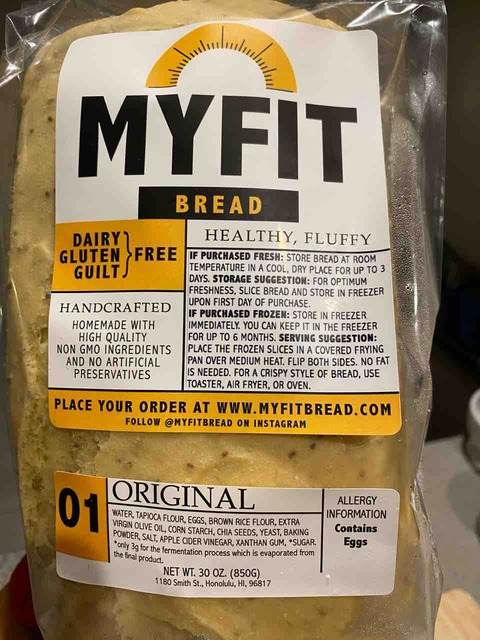 MYFIT
BREAD
DAIRY
GLUTEN
GUILT
FREE
HEALTHY, FLUFFY
IF PURCHASED FRESH: STORE BREAD AT ROOM
TEMPERATURE IN A COOL, DRY PLACE FOR UP TO 3
DAYS. STORAGE SUGGESTION: FOR OPTIMUM
FRESHNESS, SLICE BREAD AND STORE IN FREEZER
UPON FIRST DAY OF PURCHASE.
IF PURCHASED FROZEN: STORE IN FREEZER
IMMEDIATELY. YOU CAN KEEP IT IN THE FREEZER
FOR UP TO 6 MONTHS. SERVING SUGGESTION:
PLACE THE FROZEN SLICES IN A COVERED FRYING
PAN OVER MEDIUM HEAT. FLIP BOTH SIDES. NO FAT
IS NEEDED. FOR A CRISPY STYLE OF BREAD, USE
TOASTER, AIR FRYER, OR OVEN.
HANDCRAFTED
HOMEMADE WITH
HIGH QUALITY
NON GMO INGREDIENTS
AND NO ARTIFICIAL
PRESERVATIVES
PLACE YOUR ORDER AT WWW.MYFITBREAD.COM
FOLLOW @MYFITBREAD ON INSTAGRAM
01
ORIGINAL
WATER, TAPIOCA FLOUR, EGGS, BROWN RICE FLOUR, EXTRA
VIRGIN OLIVE OIL, CORN STARCH, CHIA SEEDS, YEAST, BAKING
POWDER, SALT, APPLE CIDER VINEGAR, XANTHAN GUM, *SUGAR.
*only 3g for the fermentation process which is evaporated from
the final product.
NET WT. 30 OZ. (850G)
1180 Smith St., Honolulu, HI, 96817
ALLERGY
INFORMATION
Contains
Eggs